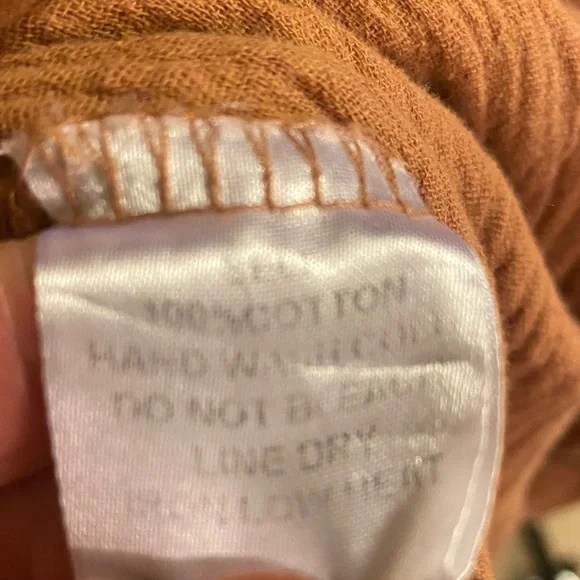 100%COTTON
HAND WASH COLD
DO NOT BLEACH
LINE DRY
IRON LOW HEAT